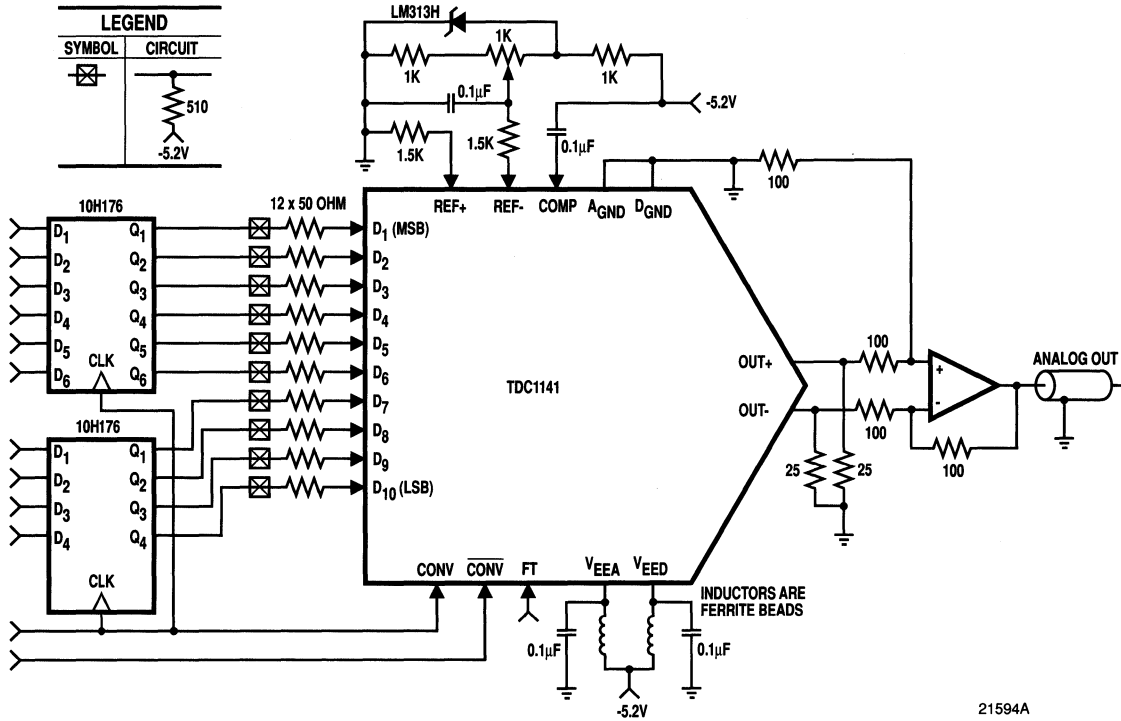 LEGEND
SYMBOL CIRCUIT
510
-5.2V
LM313H
1K
1K
1K
0.1µF
-5.2V
1.5K
1.5K
0.1µF
100
REF+ REF- COMP AGND DGND
10H176
12 x 50 OHM
D1 Q1 D1 (MSB)
D2 Q2 D2
D3 Q3 D3
D4 Q4 D4
D5 Q5 D5
CLK
D6 Q6 D6
TDC1141
OUT+
100
+
ANALOG OUT
OUT-
-
100
100
25 25
D7
10H176
D8
D1 Q1
D9
D2 Q2
D10 (LSB)
D3 Q3
D4 Q4
CLK
CONV CONV FT VEEA VEED
INDUCTORS ARE
FERRITE BEADS
0.1µF 0.1µF
-5.2V
21594A